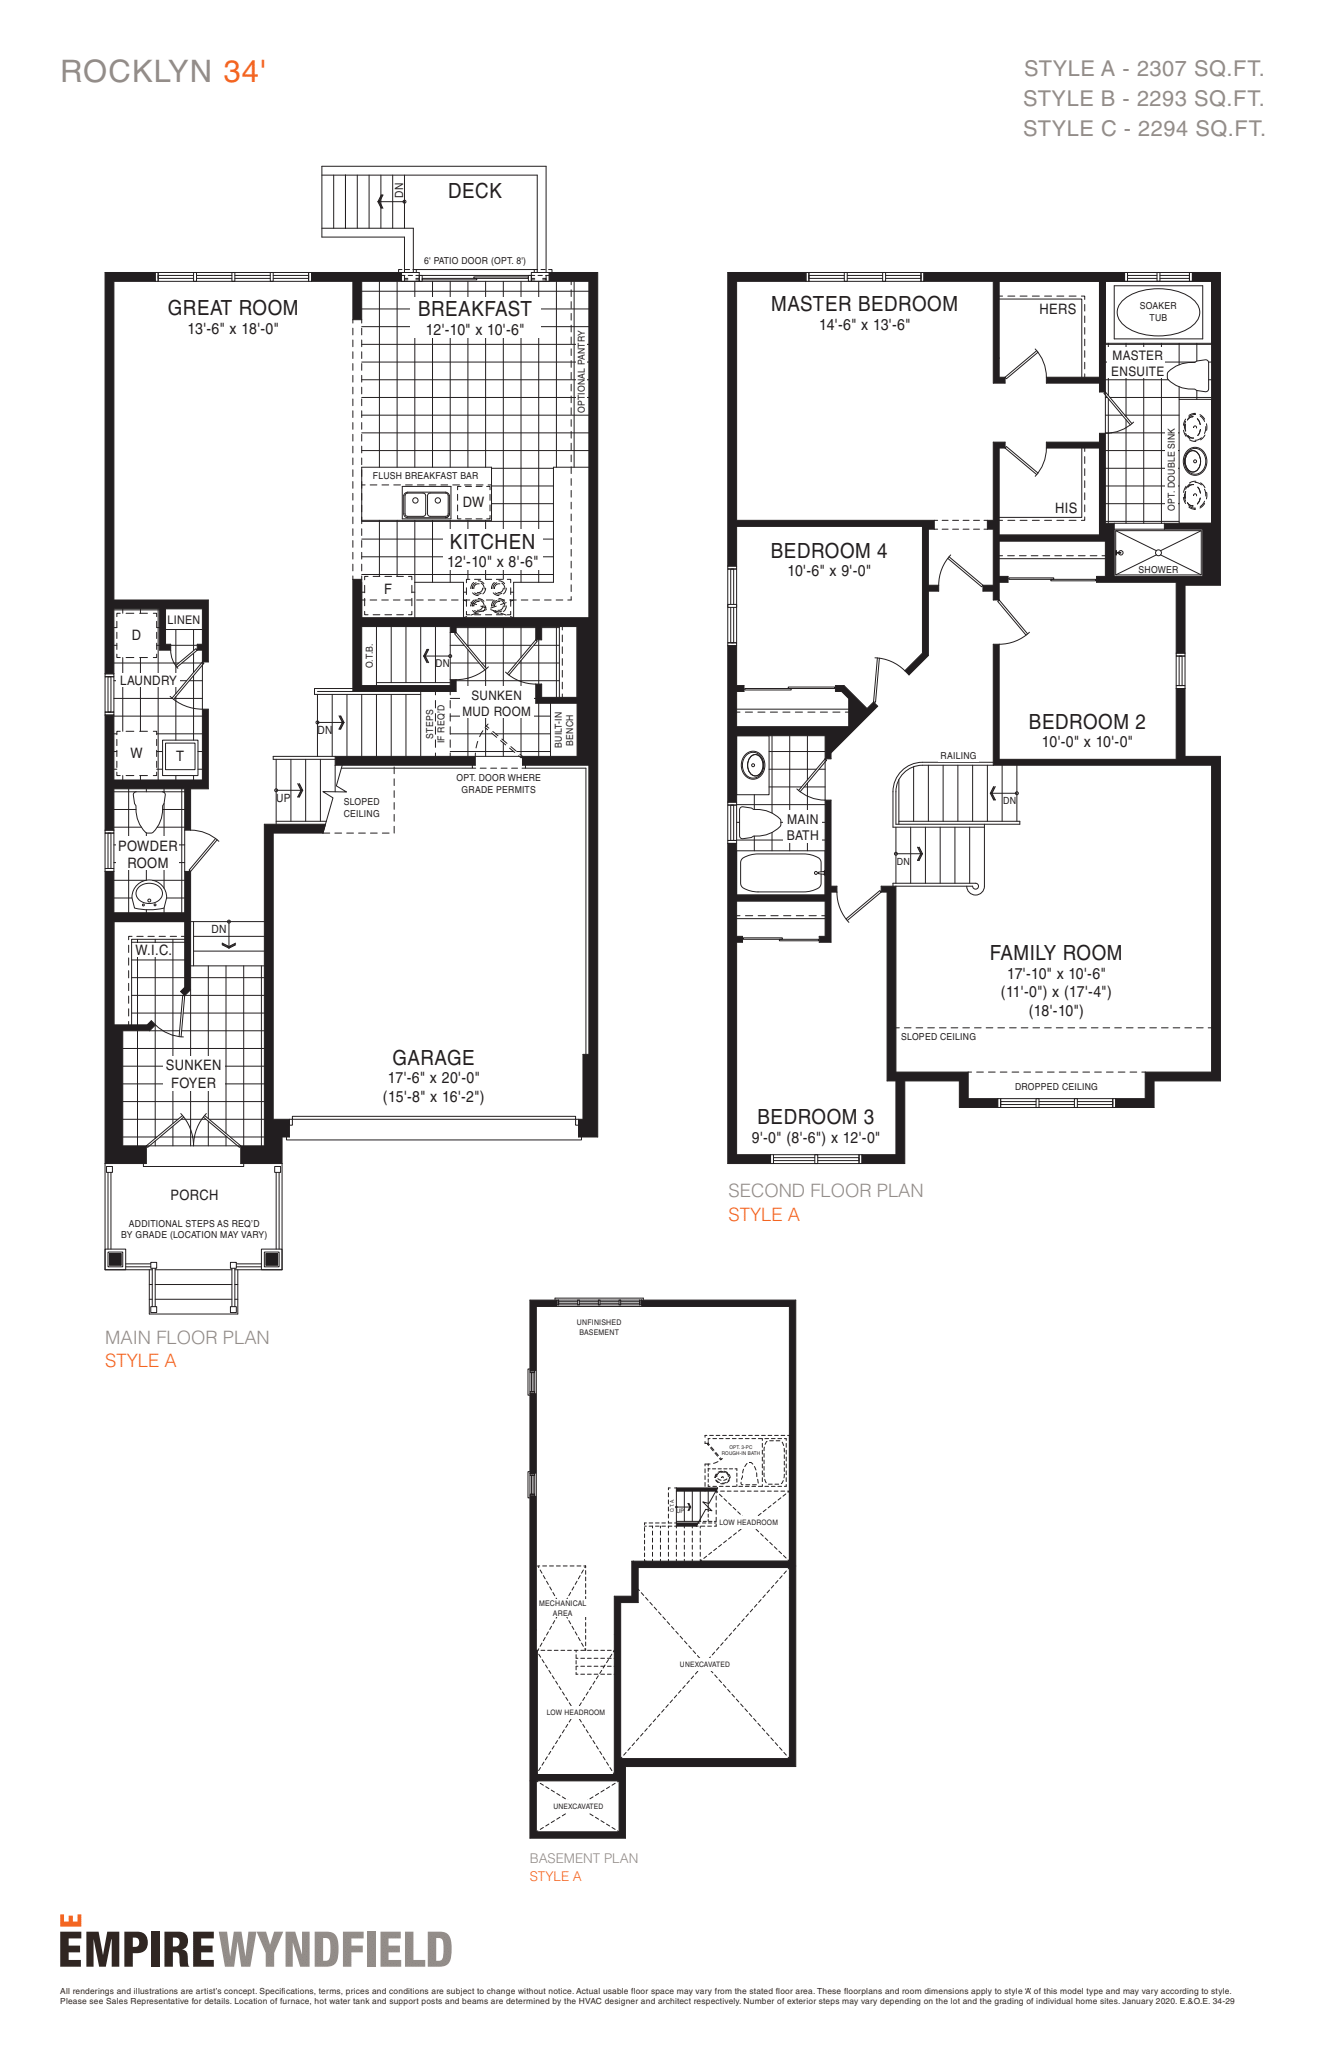 ROCKLYN 34'
STYLE A - 2307 SQ.FT.
STYLE B - 2293 SQ.FT.
STYLE C - 2294 SQ.FT.
DN
DECK
6' PATIO DOOR (OPT. 8')
GREAT ROOM
13'-6" x 18'-0"
BREAKFAST
12'-10" x 10'-6"
OPTIONAL PANTRY
FLUSH BREAKFAST BAR
DW
KITCHEN
12'-10" x 8'-6"
F
D
LINEN
LAUNDRY
W
T
O.T.B.
DN
SUNKEN
MUD ROOM
STEPS
IF REQ'D
BUILT-IN
BENCH
DN
UP
SLOPED
CEILING
OPT. DOOR WHERE
GRADE PERMITS
POWDER
ROOM
DN
W.I.C.
SUNKEN
FOYER
GARAGE
17'-6" x 20'-0"
(15'-8" x 16'-2")
PORCH
ADDITIONAL STEPS AS REQ'D
BY GRADE (LOCATION MAY VARY)
MAIN FLOOR PLAN
STYLE A
MASTER BEDROOM
14'-6" x 13'-6"
HERS
SOAKER
TUB
MASTER
ENSUITE
OPT. DOUBLE SINK
HIS
SHOWER
BEDROOM 4
10'-6" x 9'-0"
BEDROOM 2
10'-0" x 10'-0"
RAILING
DN
DN
MAIN
BATH
FAMILY ROOM
17'-10" x 10'-6"
(11'-0") x (17'-4")
(18'-10")
SLOPED CEILING
DROPPED CEILING
BEDROOM 3
9'-0" (8'-6") x 12'-0"
SECOND FLOOR PLAN
STYLE A
UNFINISHED
BASEMENT
OPT. 3-PC
ROUGH-IN BATH
UP
LOW HEADROOM
MECHANICAL
AREA
UNEXCAVATED
LOW HEADROOM
UNEXCAVATED
BASEMENT PLAN
STYLE A
E
EMPIRE WYNDFIELD
All renderings and illustrations are artist's concept. Specifications, terms, prices and conditions are subject to change without notice. Actual usable floor space may vary from the stated floor area. These floorplans and room dimensions apply to style 'A' of this model type and may vary according to style.
Please see Sales Representative for details. Location of furnace, hot water tank and support posts and beams are determined by the HVAC designer and architect respectively. Number of exterior steps may vary depending on the lot and the grading of individual home sites. January 2020. E.&O.E. 34-29